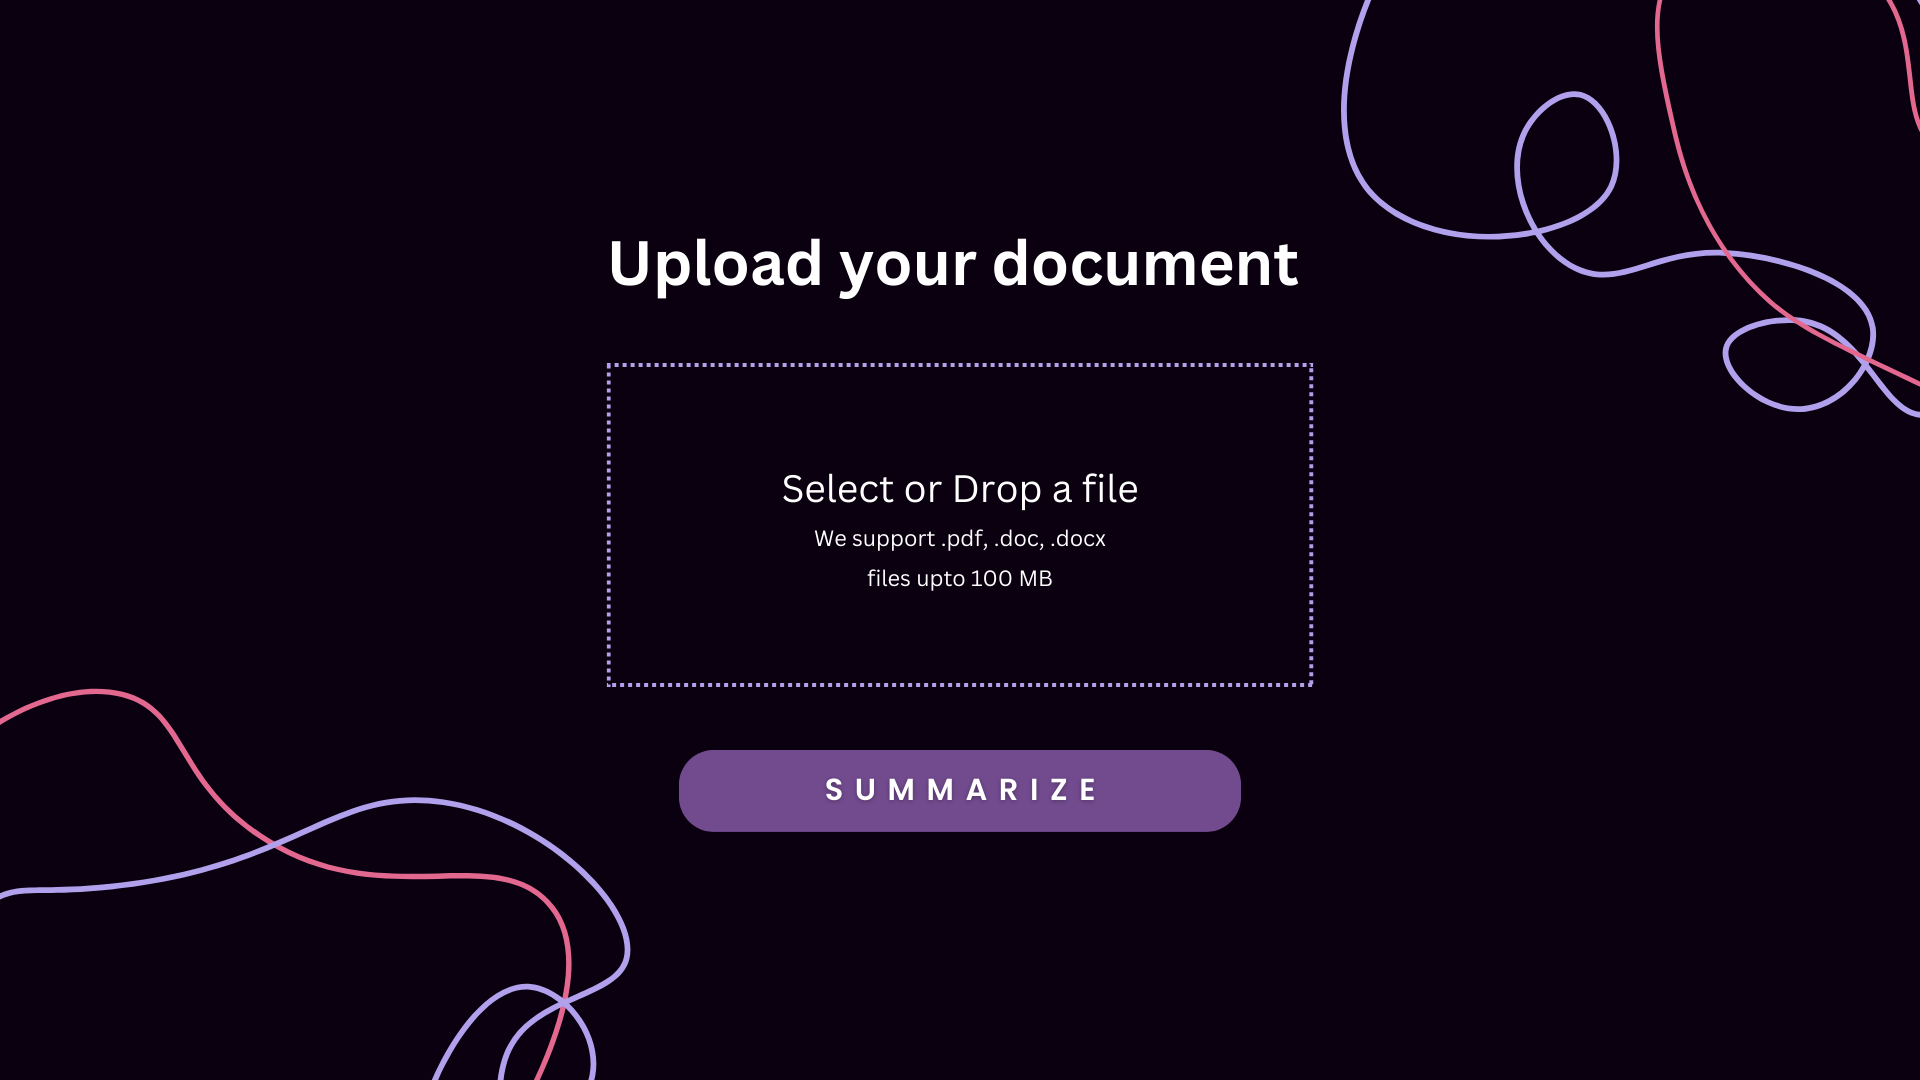 Upload your document
Select or Drop a file
We support .pdf, .doc, .docx
files upto 100 MB
SUMMARIZE